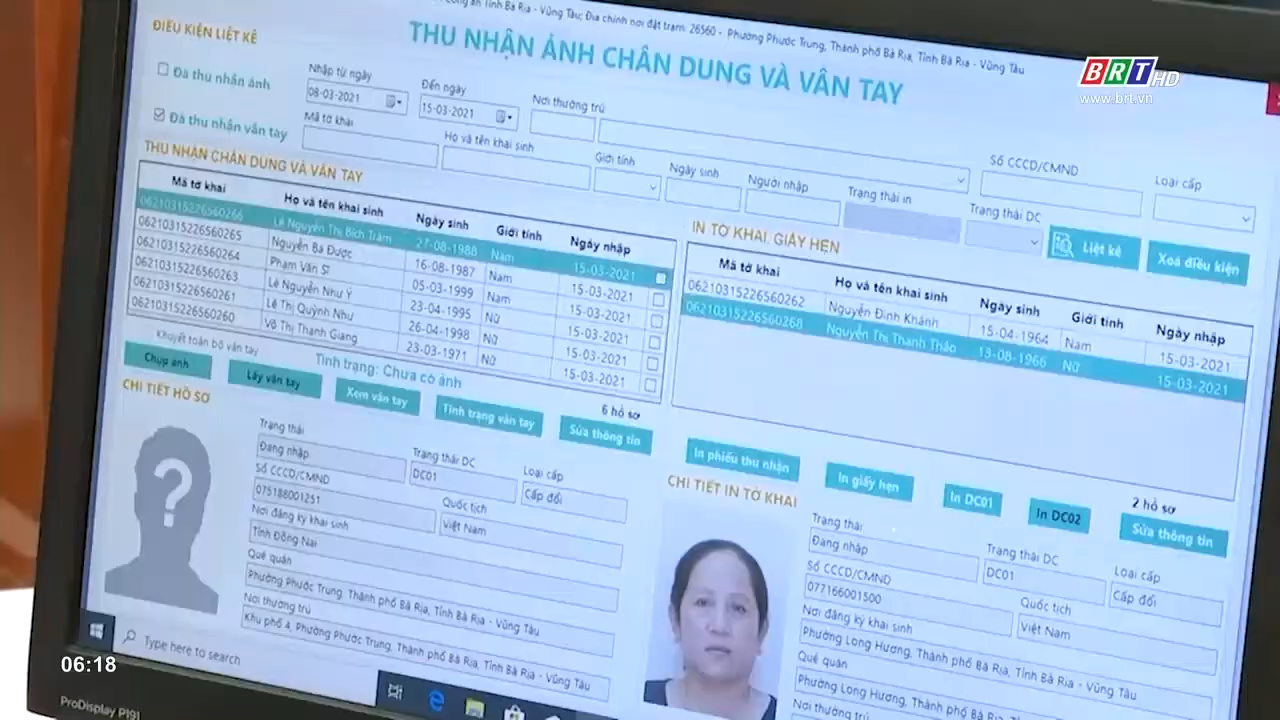 Công an Tỉnh Bà Rịa - Vũng Tàu; Địa chính nơi đặt trạm: 26560 - Phường Phước Trung, Thành phố Bà Rịa, Tỉnh Bà Rịa - Vũng Tàu
THU NHẬN ẢNH CHÂN DUNG VÀ VÂN TAY
BRT HD
www.brt.vn
ĐIỀU KIỆN LIỆT KÊ
Đã thu nhận ảnh
Nhập từ ngày
Đến ngày
Nơi thường trú
08-03-2021
15-03-2021
Số CCCD/CMND
Loại cấp
Đã thu nhận vân tay
Mã tờ khai
Họ và tên khai sinh
Giới tính
Ngày sinh
Người nhập
Trạng thái in
Trạng thái DC
Liệt kê
Xoá điều kiện
THU NHẬN CHÂN DUNG VÀ VÂN TAY
Mã tờ khai Họ và tên khai sinh Ngày sinh Giới tính Ngày nhập
06210315226560266 Lê Nguyễn Thị Bích Trâm 27-08-1988 Nam 15-03-2021
06210315226560265 Nguyễn Bá Được 16-08-1987 Nam 15-03-2021
06210315226560264 Phạm Văn Sĩ 05-03-1999 Nam 15-03-2021
06210315226560263 Lê Nguyễn Như Ý 23-04-1995 Nữ 15-03-2021
06210315226560261 Lê Thị Quỳnh Như 26-04-1998 Nữ 15-03-2021
06210315226560260 Võ Thị Thanh Giang 23-03-1971 Nữ 15-03-2021
Khuyết toàn bộ vân tay
Tình trạng: Chưa có ảnh
6 hồ sơ
Chụp ảnh
Lấy vân tay
Xem vân tay
Tình trạng vân tay
Sửa thông tin
IN TỜ KHAI, GIẤY HẸN
Mã tờ khai Họ và tên khai sinh Ngày sinh Giới tính Ngày nhập
06210315226560262 Nguyễn Đình Khánh 15-04-1964 Nam 15-03-2021
06210315226560268 Nguyễn Thị Thanh Thảo 13-08-1966 Nữ 15-03-2021
2 hồ sơ
In phiếu thu nhận
In giấy hẹn
In DC01
In DC02
Sửa thông tin
CHI TIẾT HỒ SƠ
?
Trạng thái
Trạng thái DC
Loại cấp
Đang nhập
DC01
Cấp đổi
Số CCCD/CMND
Quốc tịch
075188001251
Việt Nam
Nơi đăng ký khai sinh
Tỉnh Đồng Nai
Quê quán
Phường Phước Trung, Thành phố Bà Rịa, Tỉnh Bà Rịa - Vũng Tàu
Nơi thường trú
Khu phố 4, Phường Phước Trung, Thành phố Bà Rịa, Tỉnh Bà Rịa - Vũng Tàu
CHI TIẾT IN TỜ KHAI
Trạng thái
Trạng thái DC
Loại cấp
Đang nhập
DC01
Cấp đổi
Số CCCD/CMND
Quốc tịch
077166001500
Việt Nam
Nơi đăng ký khai sinh
Phường Long Hương, Thành phố Bà Rịa, Tỉnh Bà Rịa - Vũng Tàu
Quê quán
Phường Long Hương, Thành phố Bà Rịa, Tỉnh Bà Rịa - Vũng Tàu
Nơi thường trú
Type here to search
06:18
ProDisplay P191